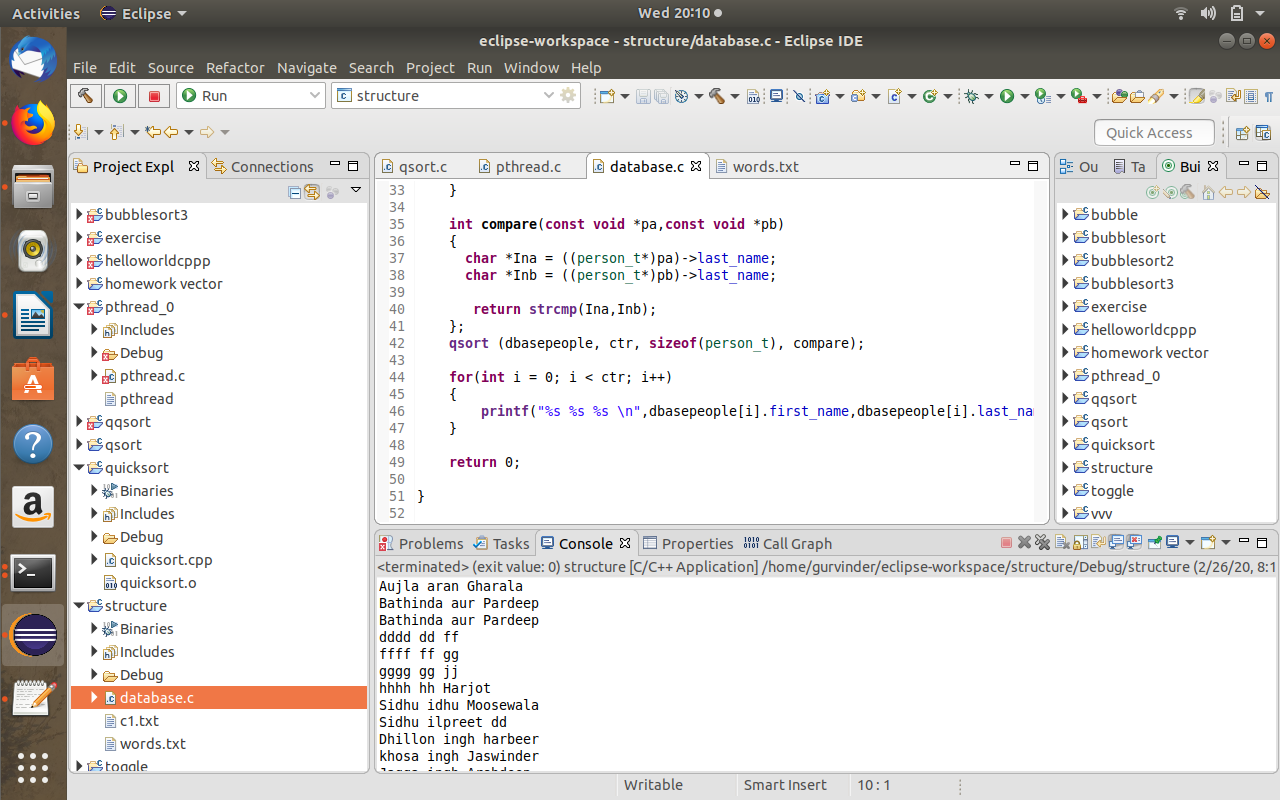 Activities Eclipse Wed 20:10
eclipse-workspace - structure/database.c - Eclipse IDE
File Edit Source Refactor Navigate Search Project Run Window Help
Run structure
Quick Access
Project Expl Connections
bubblesort3
exercise
helloworldcppp
homework vector
pthread_0
Includes
Debug
pthread.c
pthread
qqsort
qsort
quicksort
Binaries
Includes
Debug
quicksort.cpp
quicksort.o
structure
Binaries
Includes
Debug
database.c
c1.txt
words.txt
toggle
qsort.c pthread.c database.c words.txt
33 }
34
35 int compare(const void *pa,const void *pb)
36 {
37 char *Ina = ((person_t*)pa)->last_name;
38 char *Inb = ((person_t*)pb)->last_name;
39
40 return strcmp(Ina,Inb);
41 };
42 qsort (dbasepeople, ctr, sizeof(person_t), compare);
43
44 for(int i = 0; i < ctr; i++)
45 {
46 printf("%s %s %s \n",dbasepeople[i].first_name,dbasepeople[i].last_na
47 }
48
49 return 0;
50
51 }
52
Ou Ta Bui
bubble
bubblesort
bubblesort2
bubblesort3
exercise
helloworldcppp
homework vector
pthread_0
qqsort
qsort
quicksort
structure
toggle
vvv
Problems Tasks Console Properties Call Graph
<terminated> (exit value: 0) structure [C/C++ Application] /home/gurvinder/eclipse-workspace/structure/Debug/structure (2/26/20, 8:1
Aujla aran Gharala
Bathinda aur Pardeep
Bathinda aur Pardeep
dddd dd ff
ffff ff gg
gggg gg jj
hhhh hh Harjot
Sidhu idhu Moosewala
Sidhu ilpreet dd
Dhillon ingh harbeer
khosa ingh Jaswinder
Writable Smart Insert 10 : 1